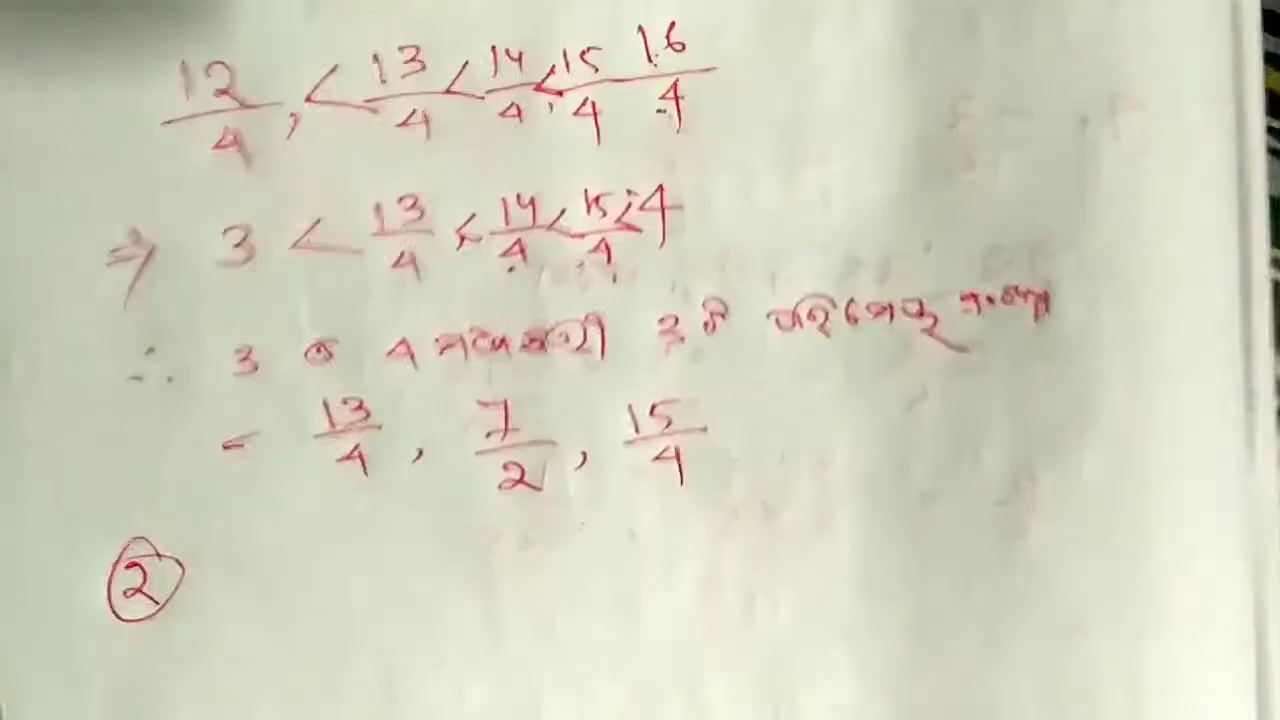 12/4, < 13/4 < 14/4 < 15/4 16/4
⇒ 3 < 13/4 < 14/4 < 15/4 < 4
∴ 3 ଓ 4 ମଧ୍ୟବର୍ତ୍ତୀ 3 ଟି ପରିମେୟ ସଂଖ୍ୟା
- 13/4, 7/2, 15/4
2